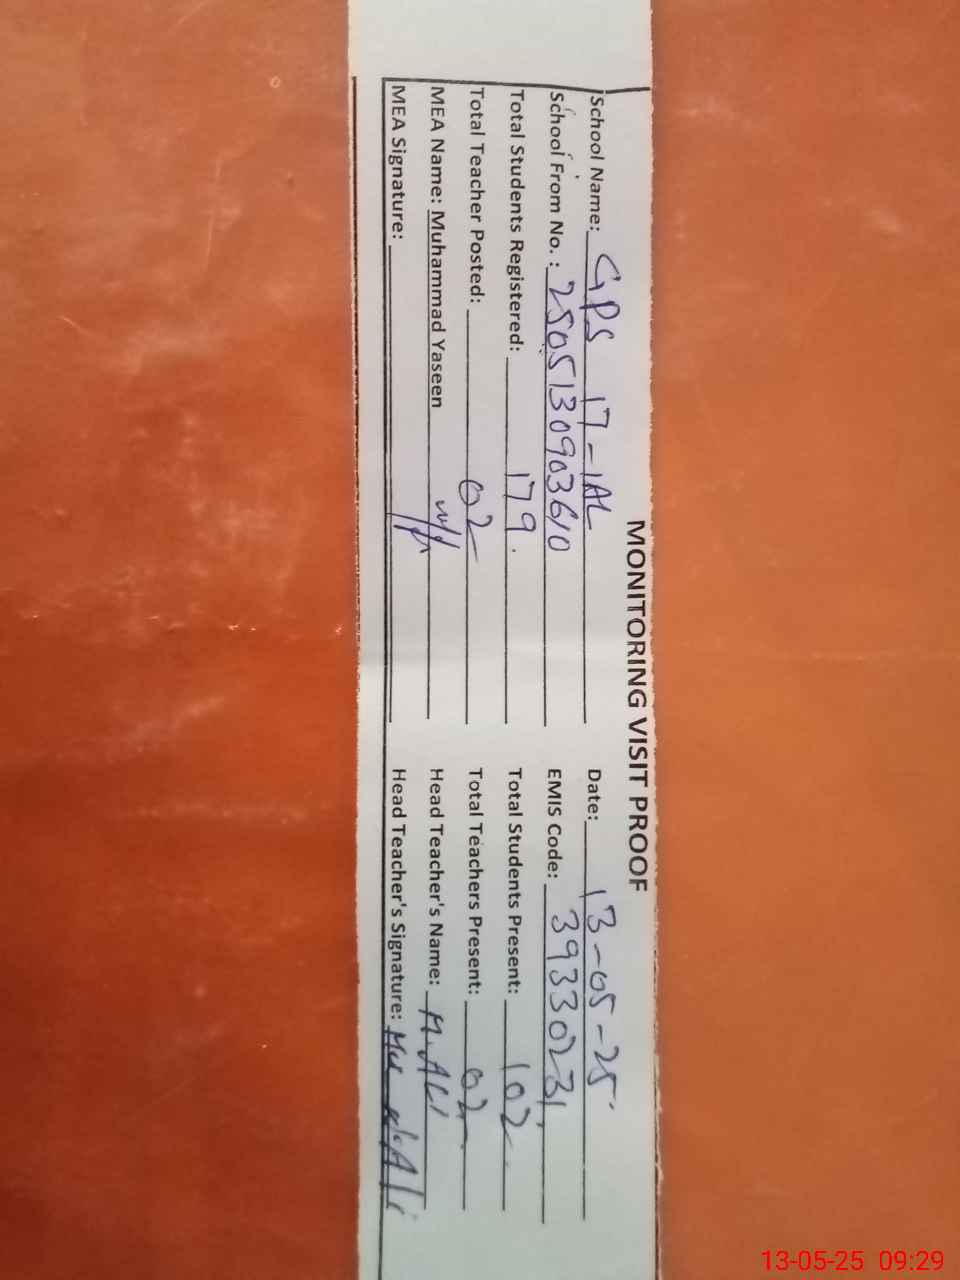 MONITORING VISIT PROOF
School Name: GPS 17-1AL Date: 13-05-25
School From No. : 2505130903610 EMIS Code: 39330231
Total Students Registered: 179 Total Students Present: 102
Total Teacher Posted: 02 Total Teachers Present: 02
MEA Name: Muhammad Yaseen Head Teacher's Name: M. ALi
MEA Signature: Head Teacher's Signature:
13-05-25 09:29